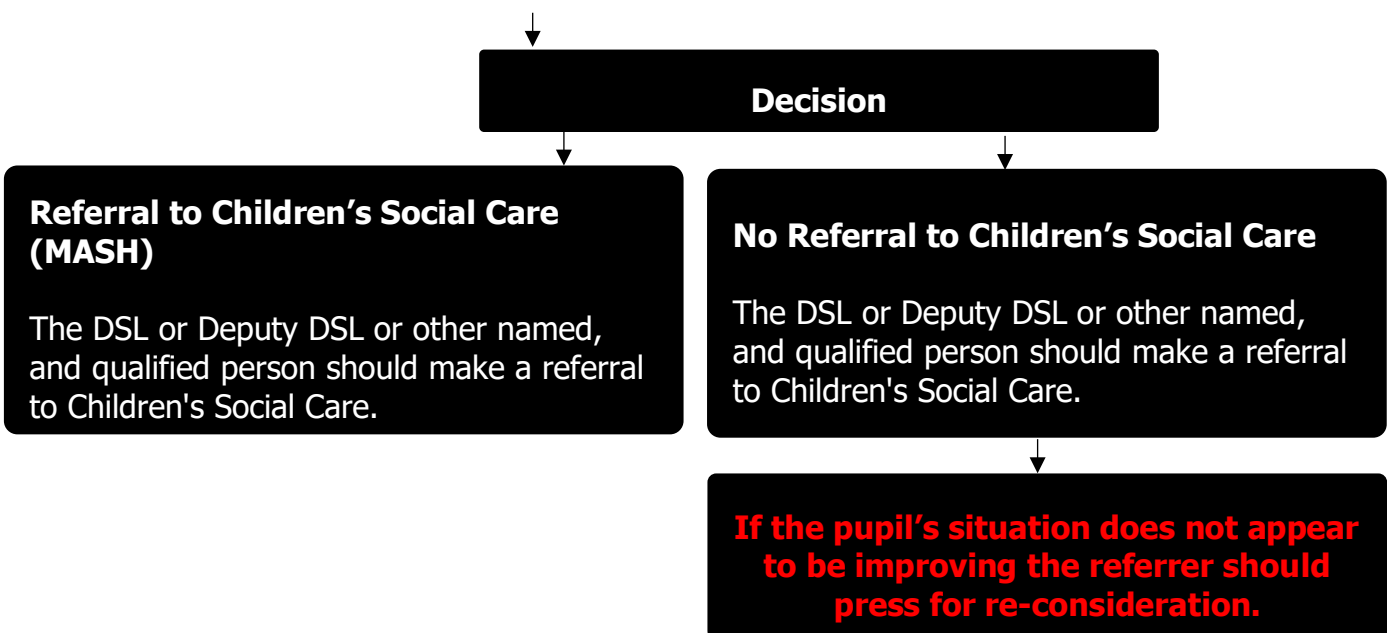 Decision
Referral to Children’s Social Care
(MASH)
The DSL or Deputy DSL or other named,
and qualified person should make a referral
to Children's Social Care.
No Referral to Children’s Social Care
The DSL or Deputy DSL or other named,
and qualified person should make a referral
to Children's Social Care.
If the pupil’s situation does not appear
to be improving the referrer should
press for re-consideration.